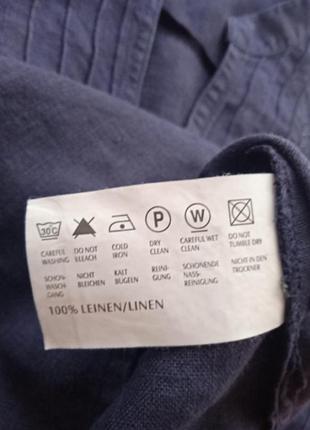 30C P W
CAREFUL DO NOT COLD DRY CAREFUL WET DO NOT
WASHING BLEACH IRON CLEAN CLEAN TUMBLE DRY
SCHON- NICHT KALT REINI- SCHONENDE NICHT IN DEN
WASCH- BLEICHEN BÜGELN GUNG NASS- TROCKNER
GANG REINIGUNG
100% LEINEN/LINEN